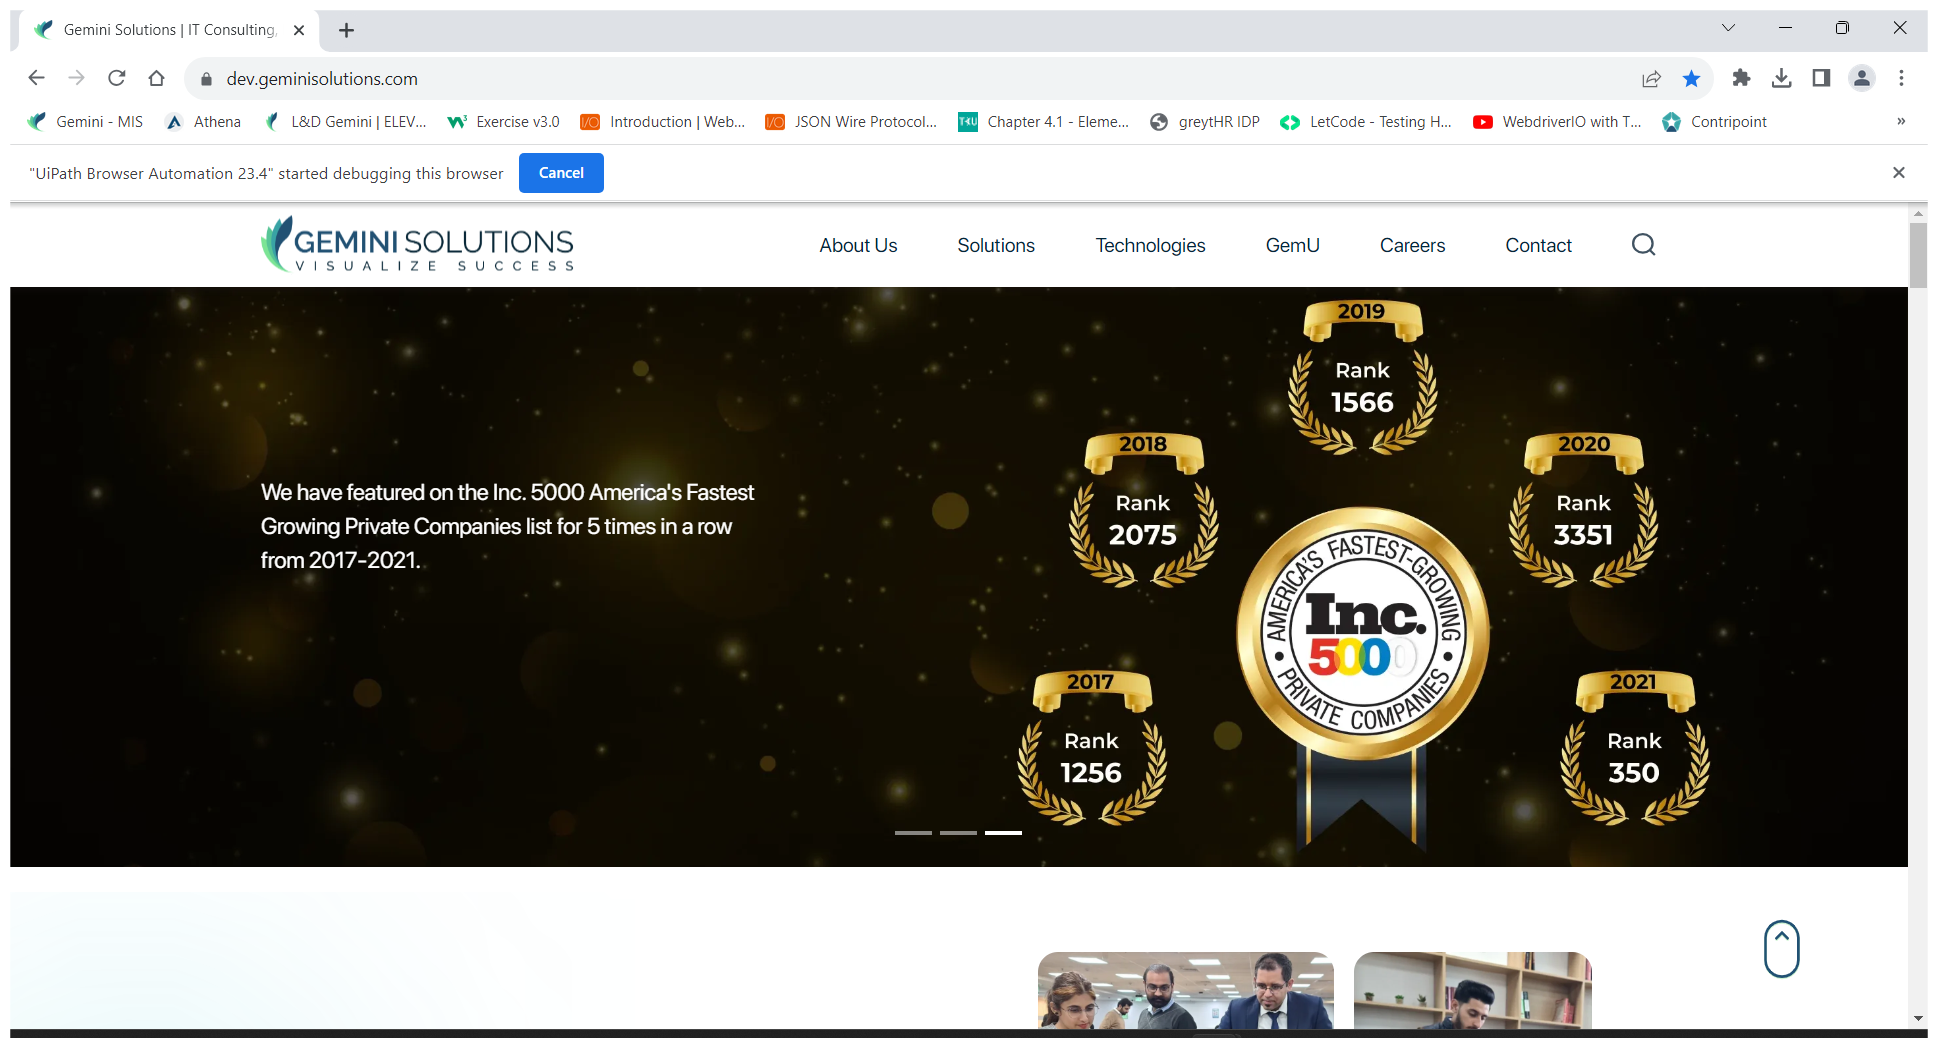 Gemini Solutions | IT Consulting,
dev.geminisolutions.com
Gemini - MIS Athena L&D Gemini | ELEV... Exercise v3.0 Introduction | Web... JSON Wire Protocol... Chapter 4.1 - Eleme... greytHR IDP LetCode - Testing H... WebdriverIO with T... Contripoint »
"UiPath Browser Automation 23.4" started debugging this browser Cancel
GEMINI SOLUTIONS
VISUALIZE SUCCESS
About Us Solutions Technologies GemU Careers Contact
We have featured on the Inc. 5000 America's Fastest
Growing Private Companies list for 5 times in a row
from 2017-2021.
2019
Rank
1566
2018
Rank
2075
2020
Rank
3351
AMERICA'S FASTEST-GROWING
Inc.
5000
PRIVATE COMPANIES
2017
Rank
1256
2021
Rank
350